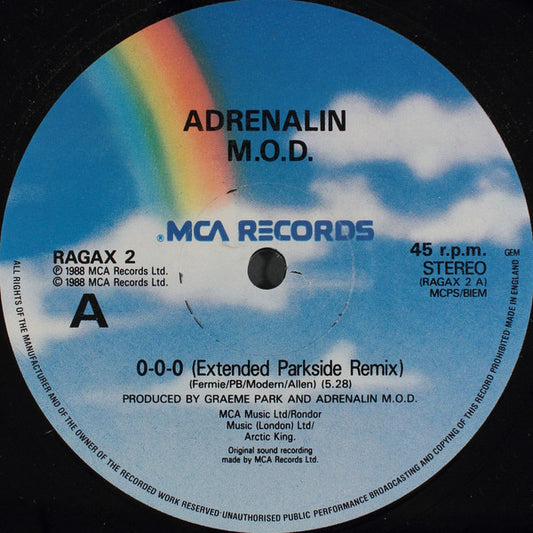 ADRENALIN
M.O.D.
® MCA RECORDS
RAGAX 2
℗ 1988 MCA Records Ltd.
© 1988 MCA Records Ltd.
A
45 r.p.m.
STEREO
(RAGAX 2 A)
MCPS/BIEM
GEM
0-0-0 (Extended Parkside Remix)
(Fermie/PB/Modern/Allen) (5.28)
PRODUCED BY GRAEME PARK AND ADRENALIN M.O.D.
MCA Music Ltd/Rondor
Music (London) Ltd/
Arctic King.
Original sound recording
made by MCA Records Ltd.
ALL RIGHTS OF THE MANUFACTURER AND OF THE OWNER OF THE RECORDED WORK RESERVED·UNAUTHORISED PUBLIC PERFORMANCE BROADCASTING AND COPYING OF THIS RECORD PROHIBITED MADE IN ENGLAND